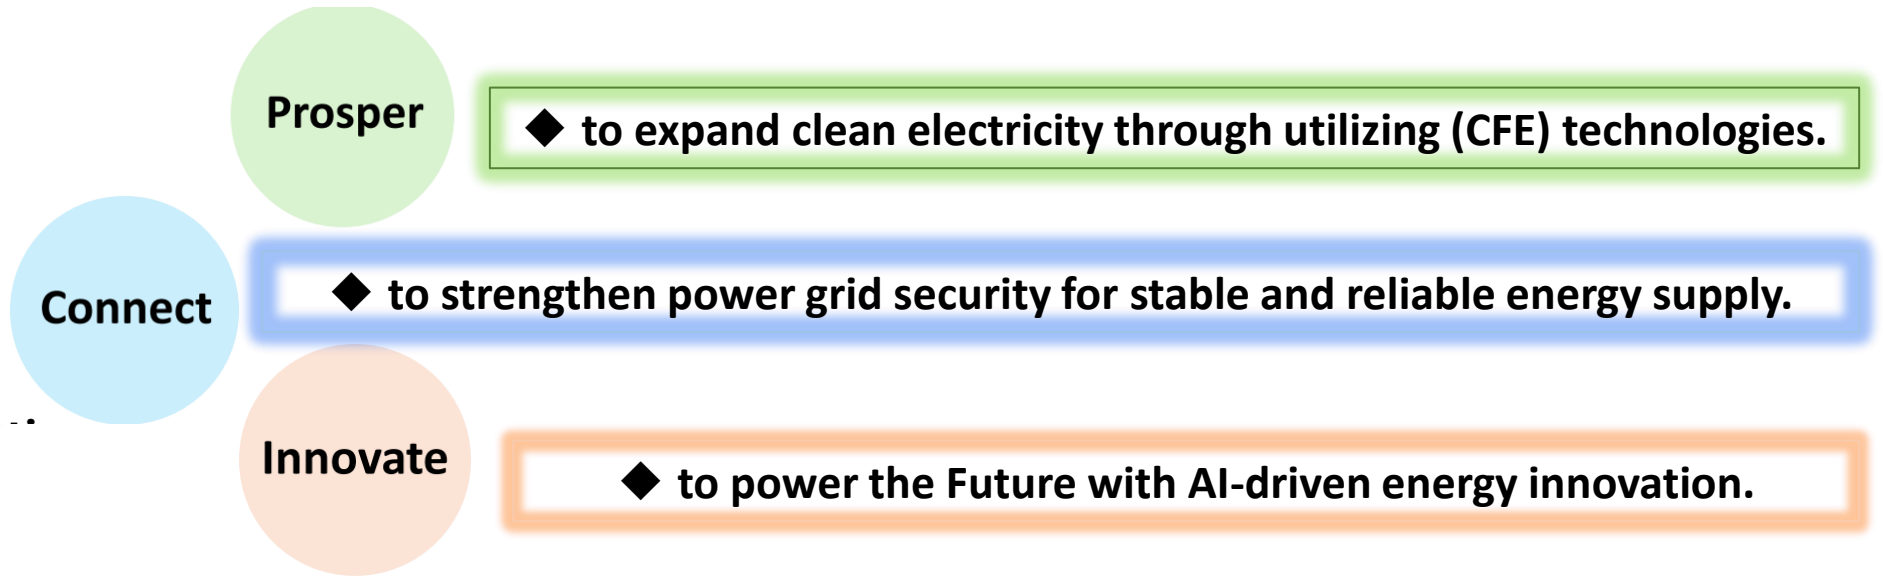 Prosper
◆ to expand clean electricity through utilizing (CFE) technologies.
Connect
◆ to strengthen power grid security for stable and reliable energy supply.
Innovate
◆ to power the Future with AI-driven energy innovation.